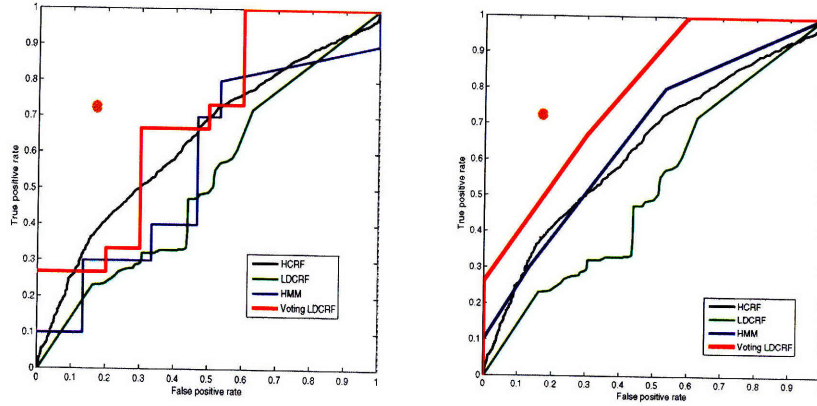 1
0.9
0.8
0.7
0.6
0.5
0.4
0.3
0.2
0.1
0
True positive rate
HCRF
LDCRF
HMM
Voting LDCRF
0 0.1 0.2 0.3 0.4 0.5 0.6 0.7 0.8 0.9 1
False positive rate
1
0.9
0.8
0.7
0.6
0.5
0.4
0.3
0.2
0.1
0
True positive rate
HCRF
LDCRF
HMM
Voting LDCRF
0 0.1 0.2 0.3 0.4 0.5 0.6 0.7 0.8 0.9 1
False positive rate